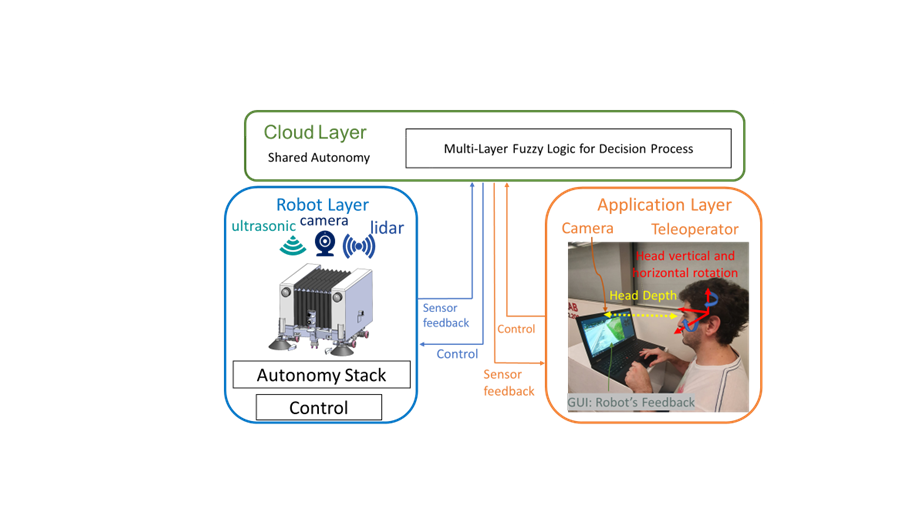 Cloud Layer
Shared Autonomy
Multi-Layer Fuzzy Logic for Decision Process
Robot Layer
ultrasonic
camera
lidar
Autonomy Stack
Control
Sensor
feedback
Control
Control
Sensor
feedback
Application Layer
Camera
Teleoperator
Head vertical and
horizontal rotation
Head Depth
GUI: Robot's Feedback